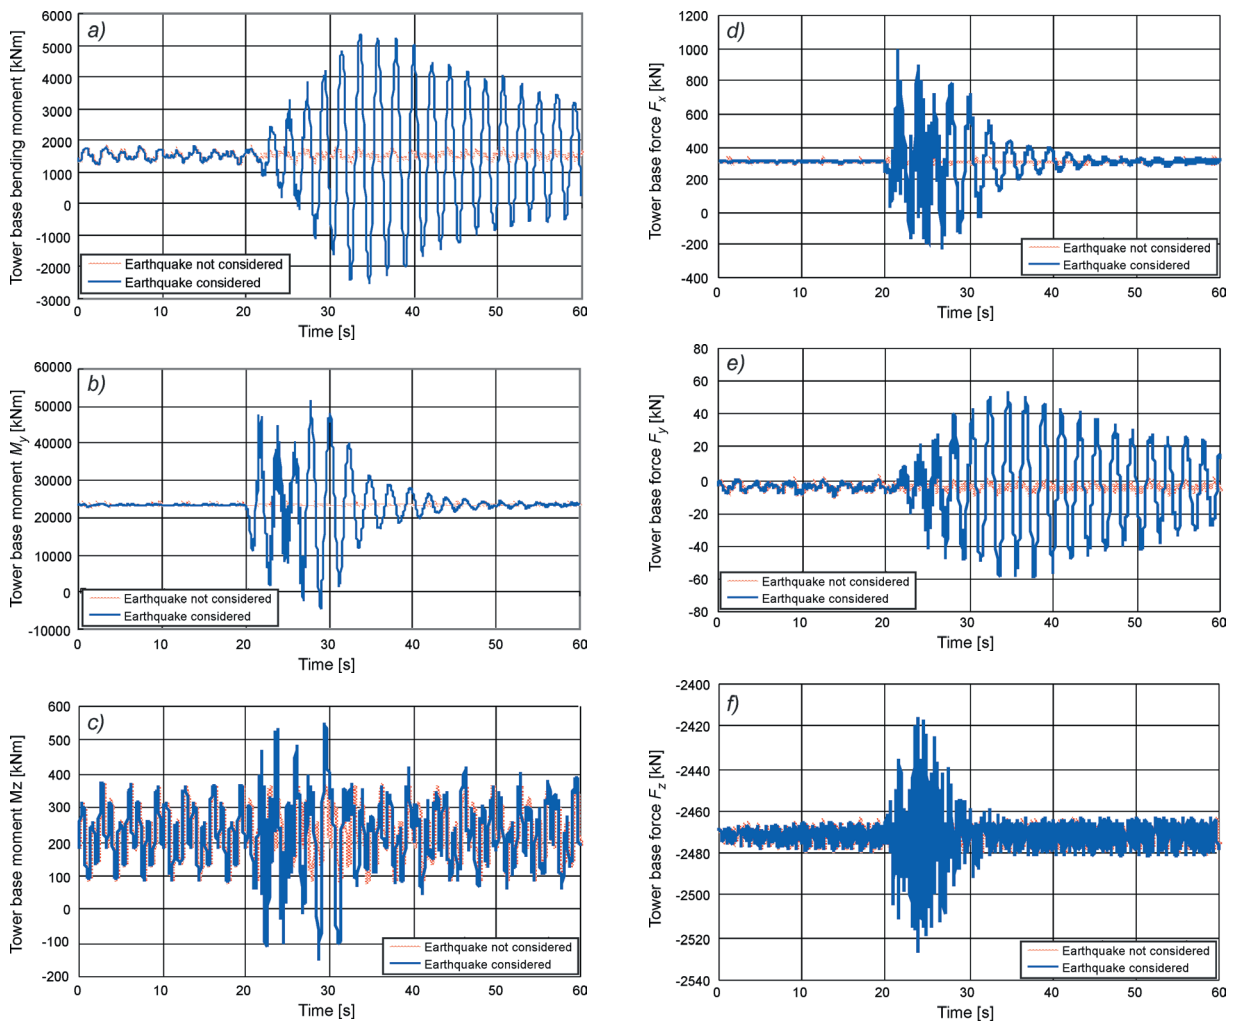 a)
Tower base bending moment [kNm]
6000
5000
4000
3000
2000
1000
0
-1000
-2000
-3000
Earthquake not considered
Earthquake considered
0 10 20 30 40 50 60
Time [s]
b)
Tower base moment My [kNm]
60000
50000
40000
30000
20000
10000
0
-10000
Earthquake not considered
Earthquake considered
0 10 20 30 40 50 60
Time [s]
c)
Tower base moment Mz [kNm]
600
500
400
300
200
100
0
-100
-200
Earthquake not considered
Earthquake considered
0 10 20 30 40 50 60
Time [s]
d)
Tower base force Fx [kN]
1200
1000
800
600
400
200
0
-200
-400
Earthquake not considered
Earthquake considered
0 10 20 30 40 50 60
Time [s]
e)
Tower base force Fy [kN]
80
60
40
20
0
-20
-40
-60
-80
Earthquake not considered
Earthquake considered
0 10 20 30 40 50 60
Time [s]
f)
Tower base force Fz [kN]
-2400
-2420
-2440
-2460
-2480
-2500
-2520
-2540
Earthquake not considered
Earthquake considered
0 10 20 30 40 50 60
Time [s]